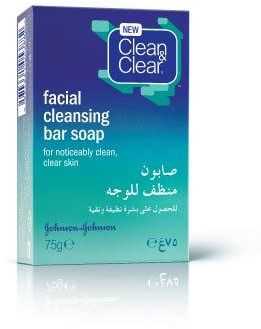 NEW
Clean&
Clear
facial
cleansing
bar soap
for noticeably clean,
clear skin
صابون
منظف للوجه
للحصول على بشرة نظيفة ونقية
Johnson&Johnson
75g℮
℮ ٧٥غ